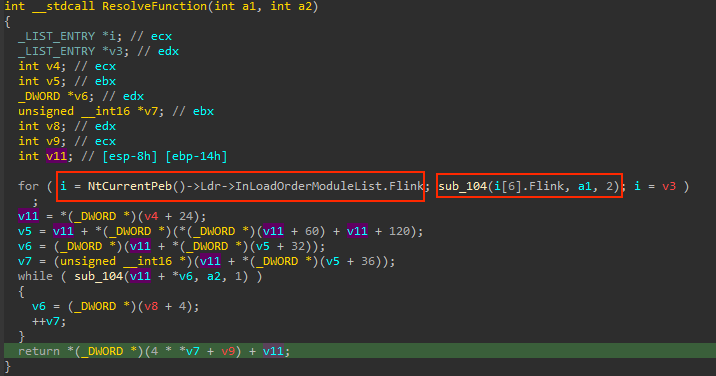 int __stdcall ResolveFunction(int a1, int a2)
{
  _LIST_ENTRY *i; // ecx
  _LIST_ENTRY *v3; // edx
  int v4; // ecx
  int v5; // ebx
  _DWORD *v6; // edx
  unsigned __int16 *v7; // ebx
  int v8; // edx
  int v9; // ecx
  int v11; // [esp-8h] [ebp-14h]

  for ( i = NtCurrentPeb()->Ldr->InLoadOrderModuleList.Flink; sub_104(i[6].Flink, a1, 2); i = v3 )
    ;
  v11 = *(_DWORD *)(v4 + 24);
  v5 = v11 + *(_DWORD *)(*(_DWORD *)(v11 + 60) + v11 + 120);
  v6 = (_DWORD *)(v11 + *(_DWORD *)(v5 + 32));
  v7 = (unsigned __int16 *)(v11 + *(_DWORD *)(v5 + 36));
  while ( sub_104(v11 + *v6, a2, 1) )
  {
    v6 = (_DWORD *)(v8 + 4);
    ++v7;
  }
  return *(_DWORD *)(4 * *v7 + v9) + v11;
}